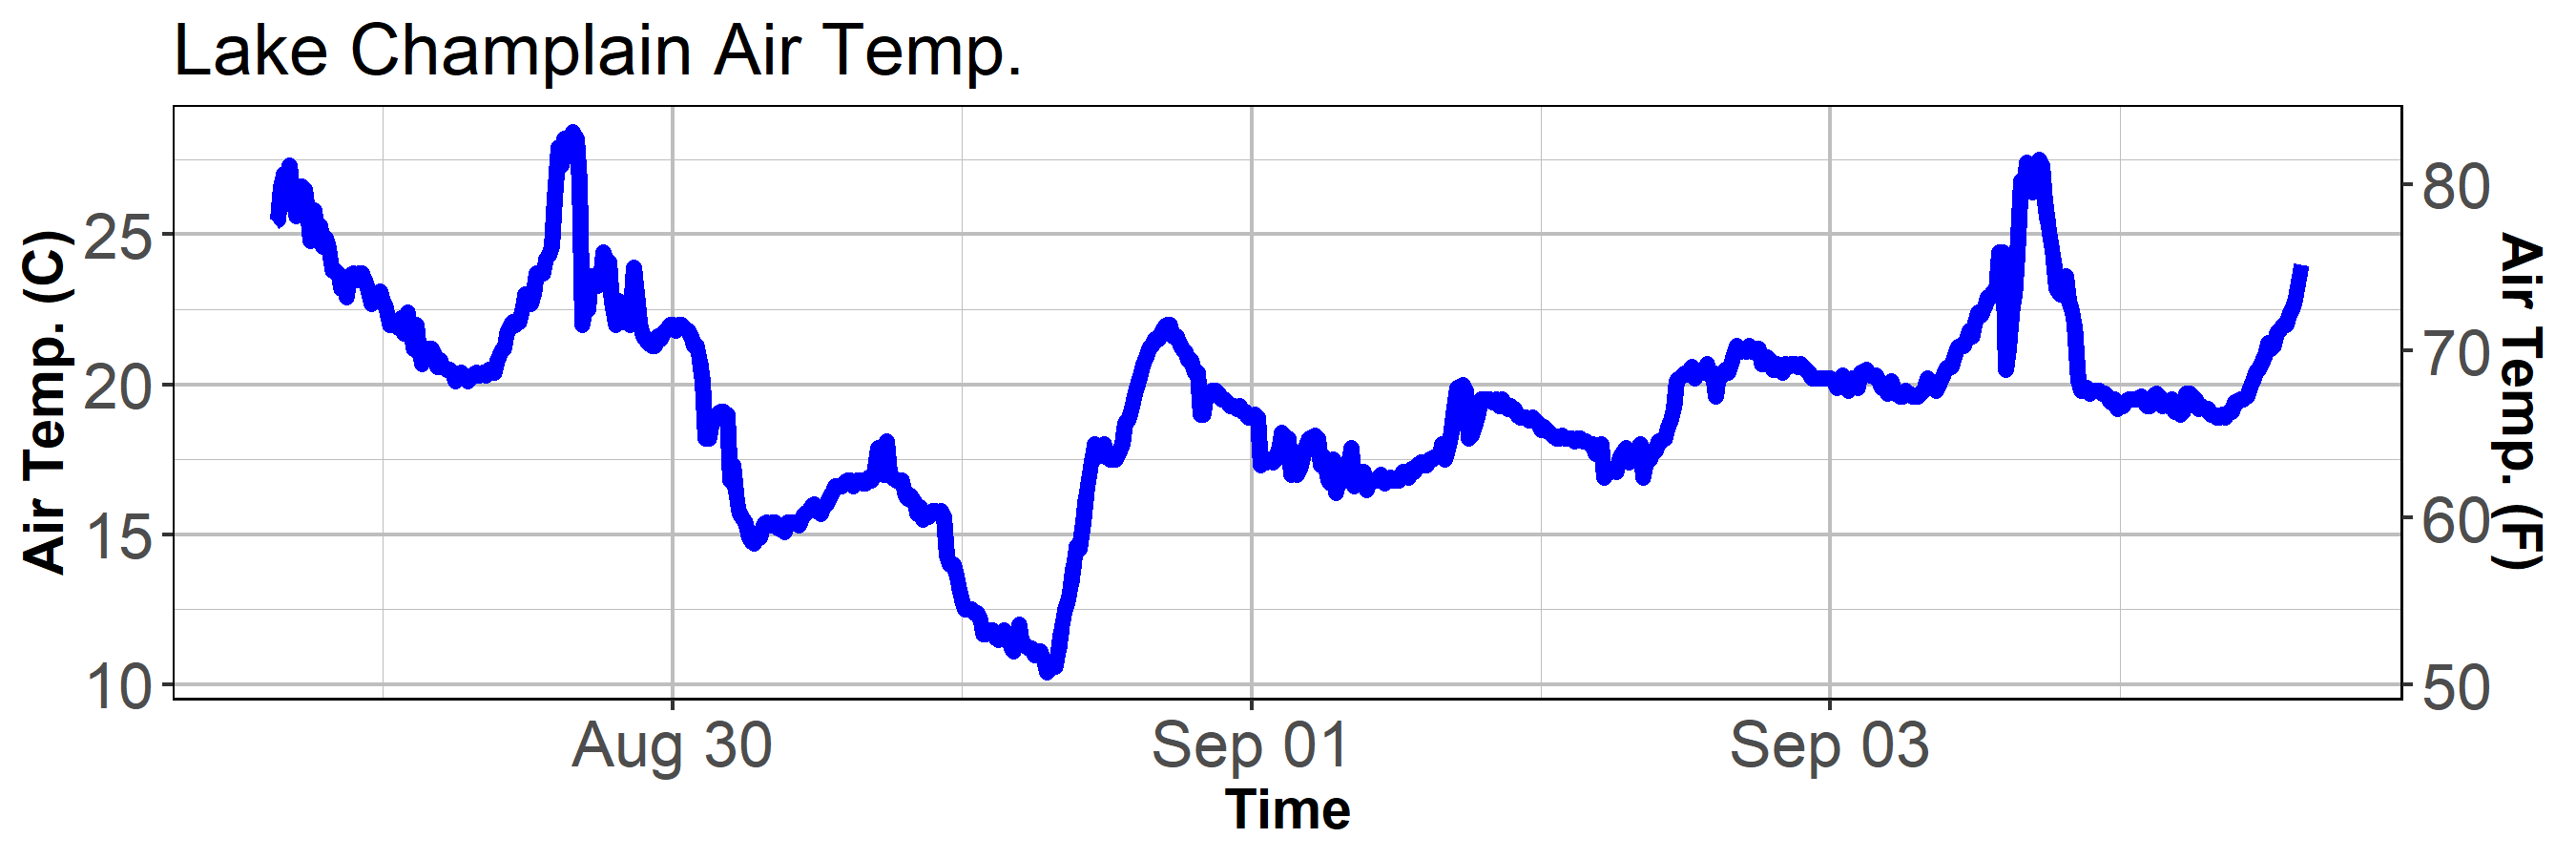 Lake Champlain Air Temp.
Air Temp. (C)
25
20
15
10
80
70
60
50
Air Temp. (F)
Aug 30
Sep 01
Sep 03
Time